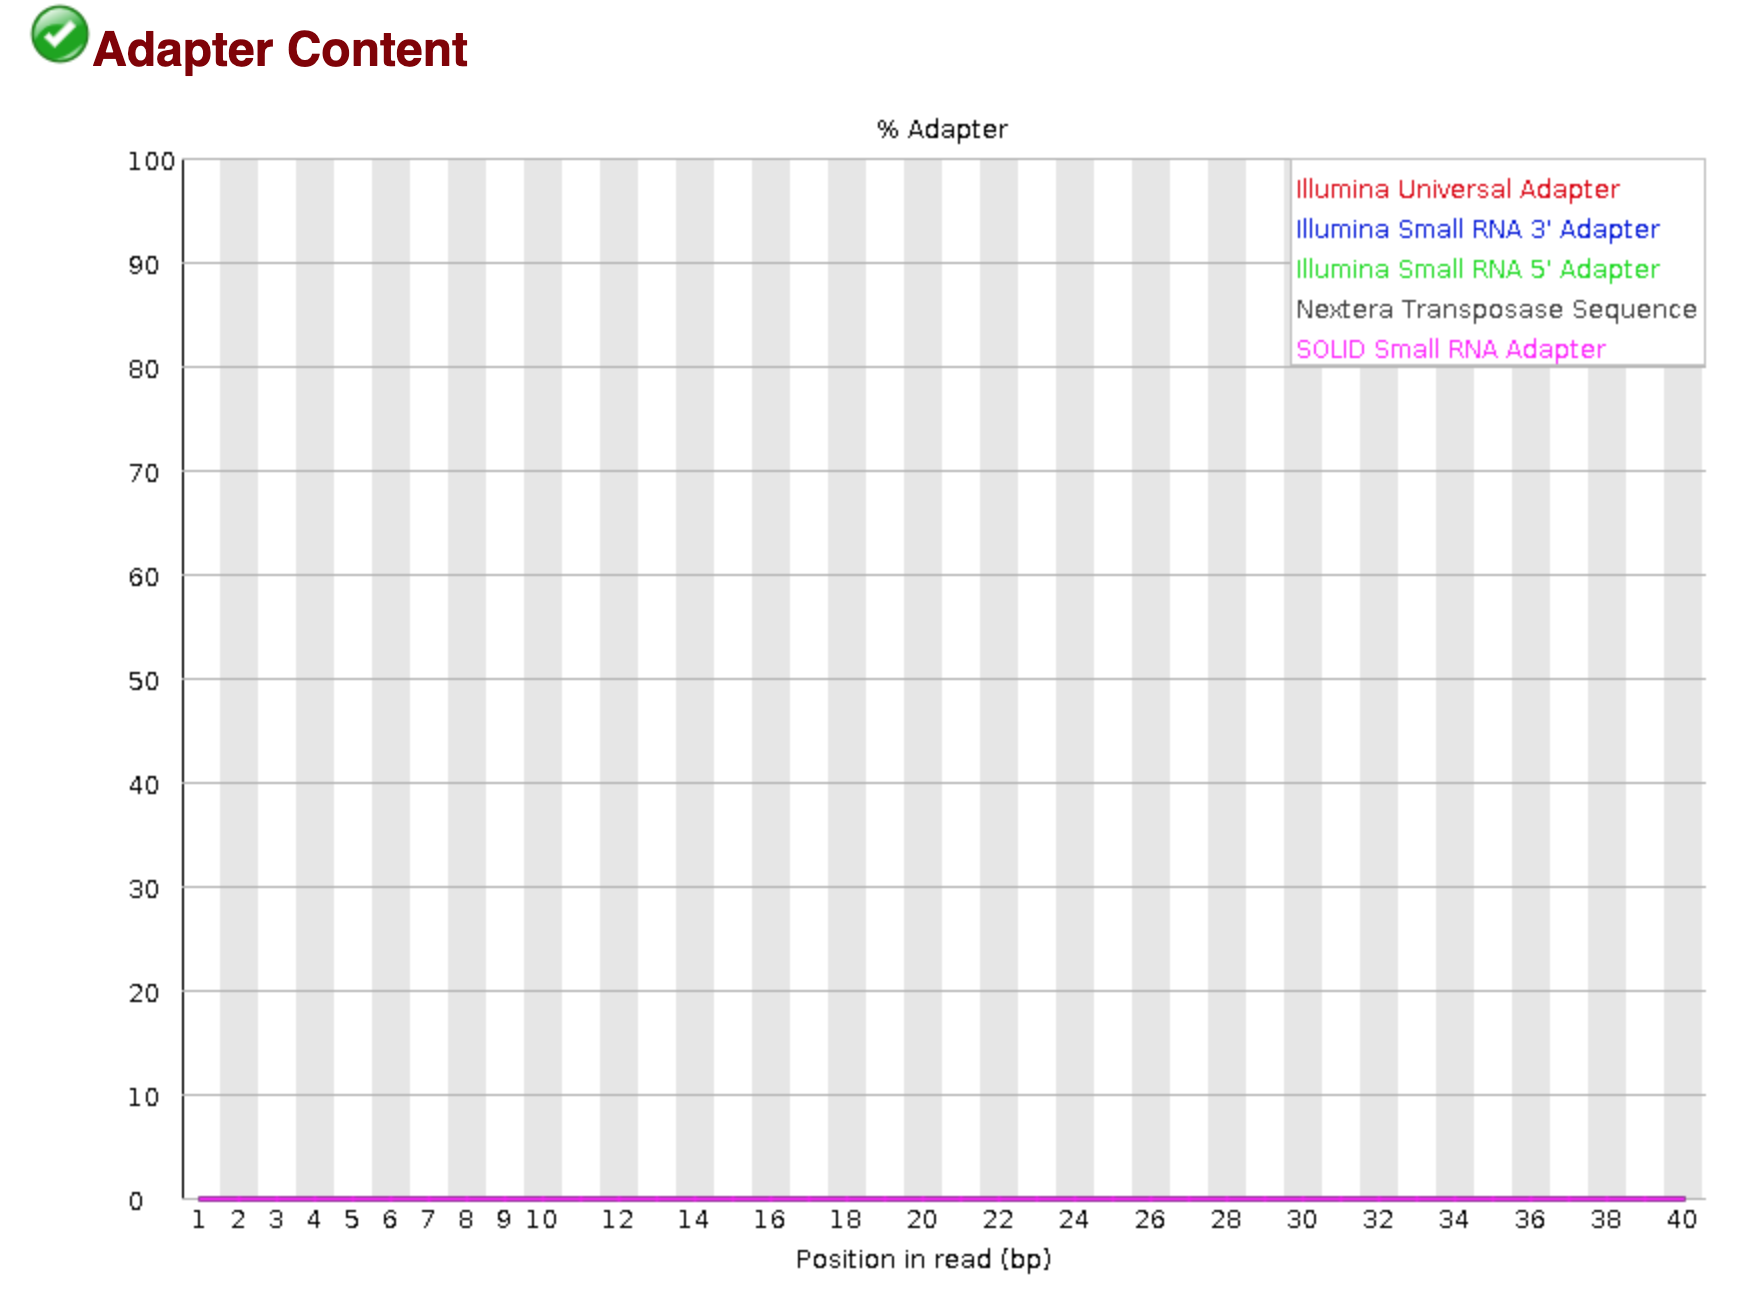 Adapter Content
% Adapter
100
90
80
70
60
50
40
30
20
10
0
Illumina Universal Adapter
Illumina Small RNA 3' Adapter
Illumina Small RNA 5' Adapter
Nextera Transposase Sequence
SOLID Small RNA Adapter
1 2 3 4 5 6 7 8 9 10 12 14 16 18 20 22 24 26 28 30 32 34 36 38 40
Position in read (bp)